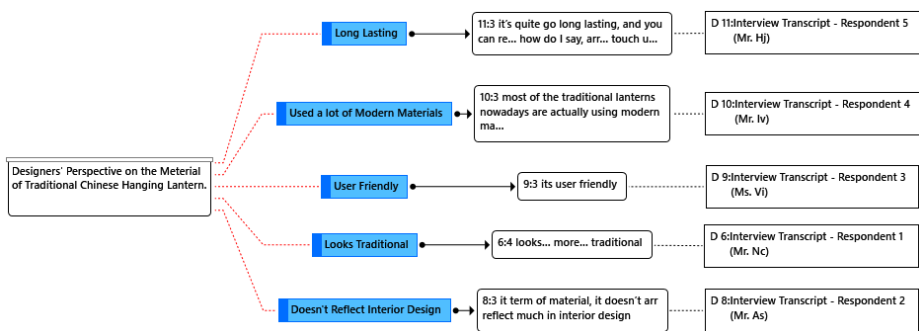 Long Lasting
11:3 it's quite go long lasting, and you
can re... how do I say, arr... touch u...
D 11:Interview Transcript - Respondent 5
(Mr. Hj)
Used a lot of Modern Materials
10:3 most of the traditional lanterns
nowadays are actually using modern
ma...
D 10:Interview Transcript - Respondent 4
(Mr. Iv)
Designers' Perspective on the Meterial
of Traditional Chinese Hanging Lantern.
User Friendly
9:3 its user friendly
D 9:Interview Transcript - Respondent 3
(Ms. Vi)
Looks Traditional
6:4 looks... more... traditional
D 6:Interview Transcript - Respondent 1
(Mr. Nc)
Doesn't Reflect Interior Design
8:3 it term of material, it doesn't arr
reflect much in interior design
D 8:Interview Transcript - Respondent 2
(Mr. As)